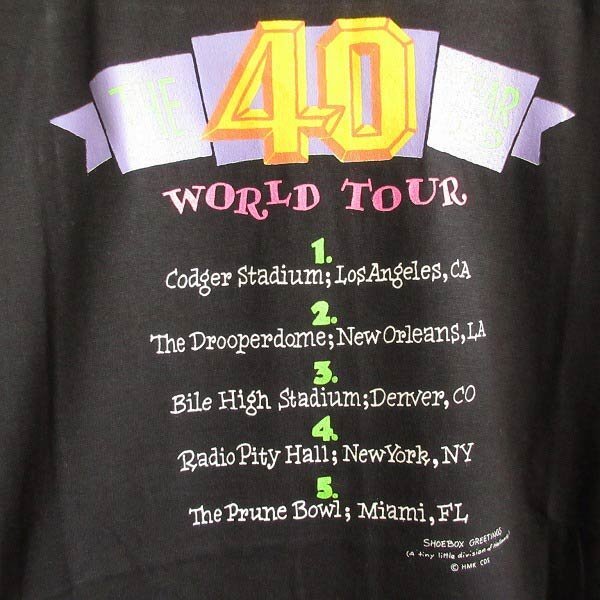 THE 40 YEAR OLD
WORLD TOUR
1.
Codger Stadium; Los Angeles, CA
2.
The Drooperdome; New Orleans, LA
3.
Bile High Stadium; Denver, CO
4.
Radio Pity Hall; New York, NY
5.
The Prune Bowl; Miami, FL
SHOEBOX GREETINGS
(A tiny little division of Hallmark)
© HMK CDS